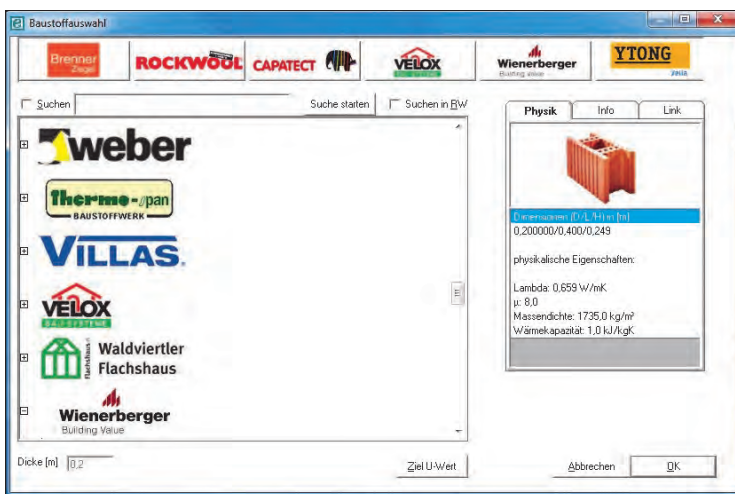 Baustoffauswahl
Brenner
Ziegel
ROCKWOOL
CAPATECT
VELOX
Wienerberger
Building Value
YTONG
Suchen
Suche starten
Suchen in BW
weber
Thermo-span
BAUSTOFFWERK
VILLAS
VELOX
BAU-SYSTEME
Waldviertler
Flachshaus
Flachshaus
Wienerberger
Building Value
Physik Info Link
Dimensionen (D/L/H) in [m]
0,200000/0,400/0,249
physikalische Eigenschaften:
Lambda: 0,659 W/mK
µ: 8,0
Massendichte: 1735,0 kg/m³
Wärmekapazität: 1,0 kJ/kgK
Dicke [m] 0,2
Ziel U-Wert
Abbrechen
OK